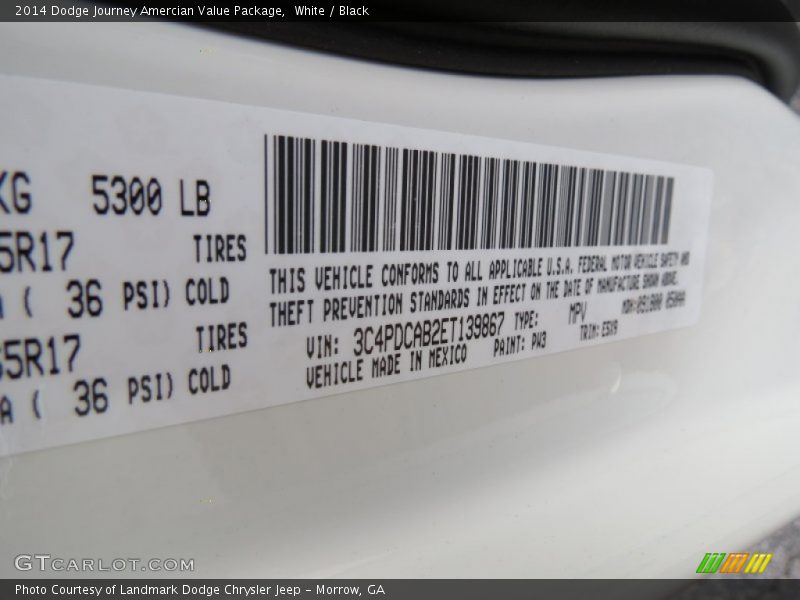 2014 Dodge Journey Amercian Value Package, White / Black
KG 5300 LB
5R17 TIRES
( 36 PSI) COLD
5R17 TIRES
A ( 36 PSI) COLD
THIS VEHICLE CONFORMS TO ALL APPLICABLE U.S.A. FEDERAL MOTOR VEHICLE SAFETY AND
THEFT PREVENTION STANDARDS IN EFFECT ON THE DATE OF MANUFACTURE SHOWN ABOVE.
VIN: 3C4PDCAB2ET139867 TYPE: MPV
VEHICLE MADE IN MEXICO PAINT: PW3 TRIM: E5X9
GTCARLOT.COM
Photo Courtesy of Landmark Dodge Chrysler Jeep – Morrow, GA